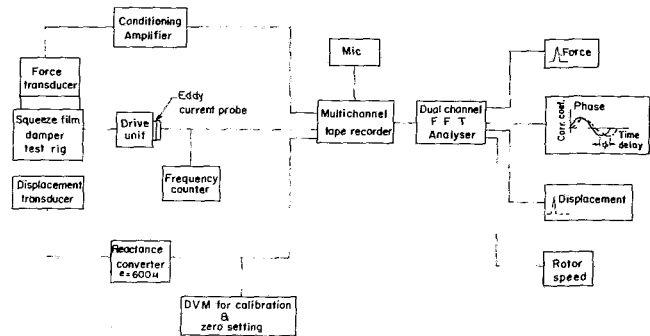 Conditioning
Amplifier
Force
transducer
Squeeze film
damper
test rig
Displacement
transducer
Drive
unit
Eddy
current probe
Frequency
counter
Reactance
converter
e=600μ
DVM for calibration
&
zero setting
Mic
Multichannel
tape recorder
Dual channel
F F T
Analyser
Force
Corr. coef.
Phase
Time
delay
ϕ
Displacement
Rotor
speed